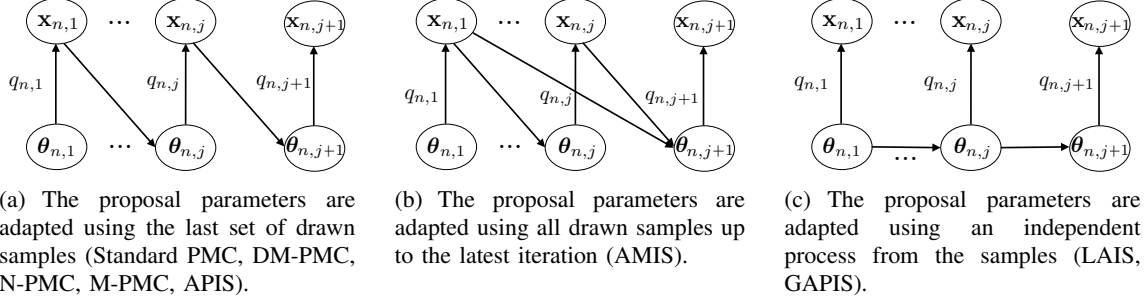 x_{n,1} ... x_{n,j} x_{n,j+1}
q_{n,1} q_{n,j} q_{n,j+1}
θ_{n,1} ... θ_{n,j} θ_{n,j+1}
(a) The proposal parameters are
adapted using the last set of drawn
samples (Standard PMC, DM-PMC,
N-PMC, M-PMC, APIS).
x_{n,1} ... x_{n,j} x_{n,j+1}
q_{n,1} q_{n,j} q_{n,j+1}
θ_{n,1} ... θ_{n,j} θ_{n,j+1}
(b) The proposal parameters are
adapted using all drawn samples up
to the latest iteration (AMIS).
x_{n,1} ... x_{n,j} x_{n,j+1}
q_{n,1} q_{n,j} q_{n,j+1}
θ_{n,1} ... θ_{n,j} θ_{n,j+1}
(c) The proposal parameters are
adapted using an independent
process from the samples (LAIS,
GAPIS).